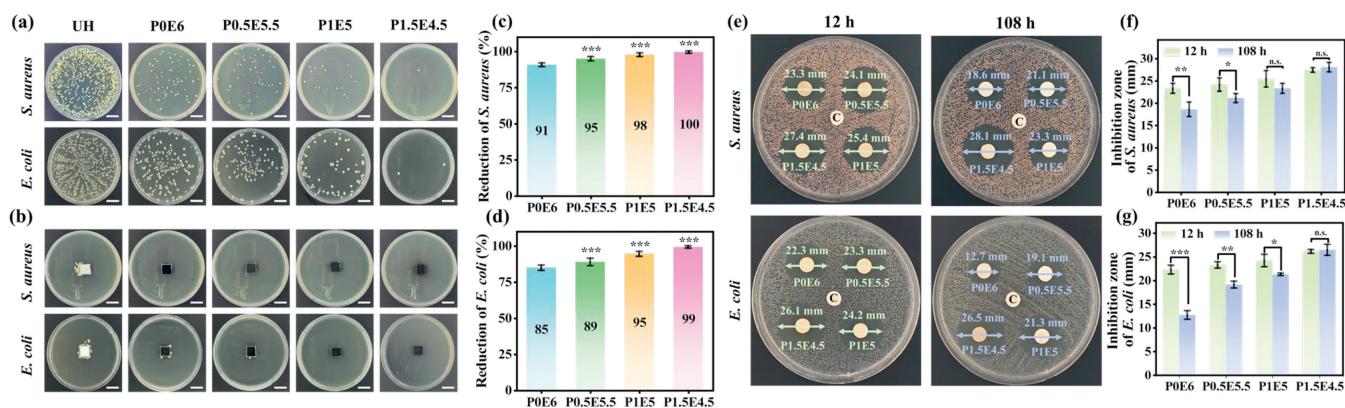 (a)
UH P0E6 P0.5E5.5 P1E5 P1.5E4.5
S. aureus
E. coli
(b)
S. aureus
E. coli
(c)
Reduction of S. aureus (%)
100
75
50
25
0
*** *** ***
91 95 98 100
P0E6 P0.5E5.5 P1E5 P1.5E4.5
(d)
Reduction of E. coli (%)
100
75
50
25
0
*** *** ***
85 89 95 99
P0E6 P0.5E5.5 P1E5 P1.5E4.5
(e)
12 h 108 h
S. aureus
23.3 mm 24.1 mm
P0E6 P0.5E5.5
C
27.4 mm 25.4 mm
P1.5E4.5 P1E5
18.6 mm 21.1 mm
P0E6 P0.5E5.5
C
28.1 mm 23.3 mm
P1.5E4.5 P1E5
E. coli
22.3 mm 23.3 mm
P0E6 P0.5E5.5
C
26.1 mm 24.2 mm
P1.5E4.5 P1E5
12.7 mm 19.1 mm
P0E6 P0.5E5.5
C
26.5 mm 21.3 mm
P1.5E4.5 P1E5
(f)
Inhibition zone
of S. aureus (mm)
12 h 108 h
30
25
20
15
10
5
0
** * n.s. n.s.
(g)
Inhibition zone
of E. coli (mm)
12 h 108 h
30
25
20
15
10
5
0
*** ** * n.s.
P0E6 P0.5E5.5 P1E5 P1.5E4.5